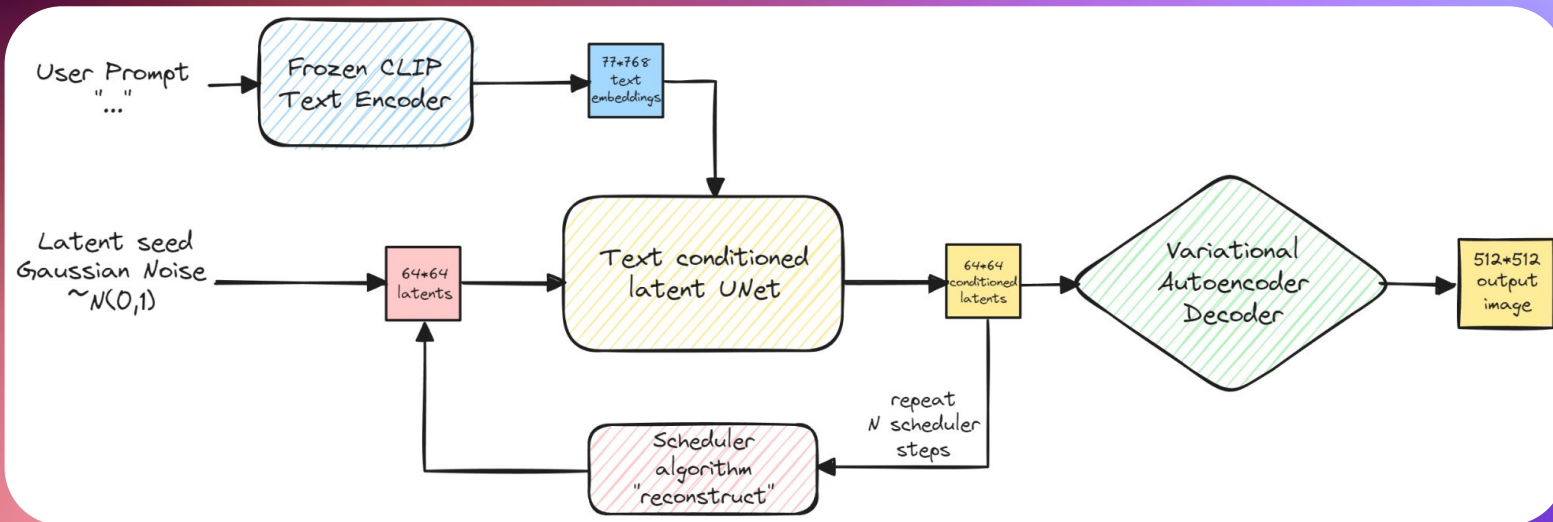 User Prompt
"..."
Frozen CLIP
Text Encoder
77*768
text
embeddings
Latent seed
Gaussian Noise
~N(0,1)
64*64
latents
Text conditioned
latent UNet
64*64
conditioned
latents
Variational
Autoencoder
Decoder
512*512
output
image
repeat
N scheduler
steps
Scheduler
algorithm
"reconstruct"